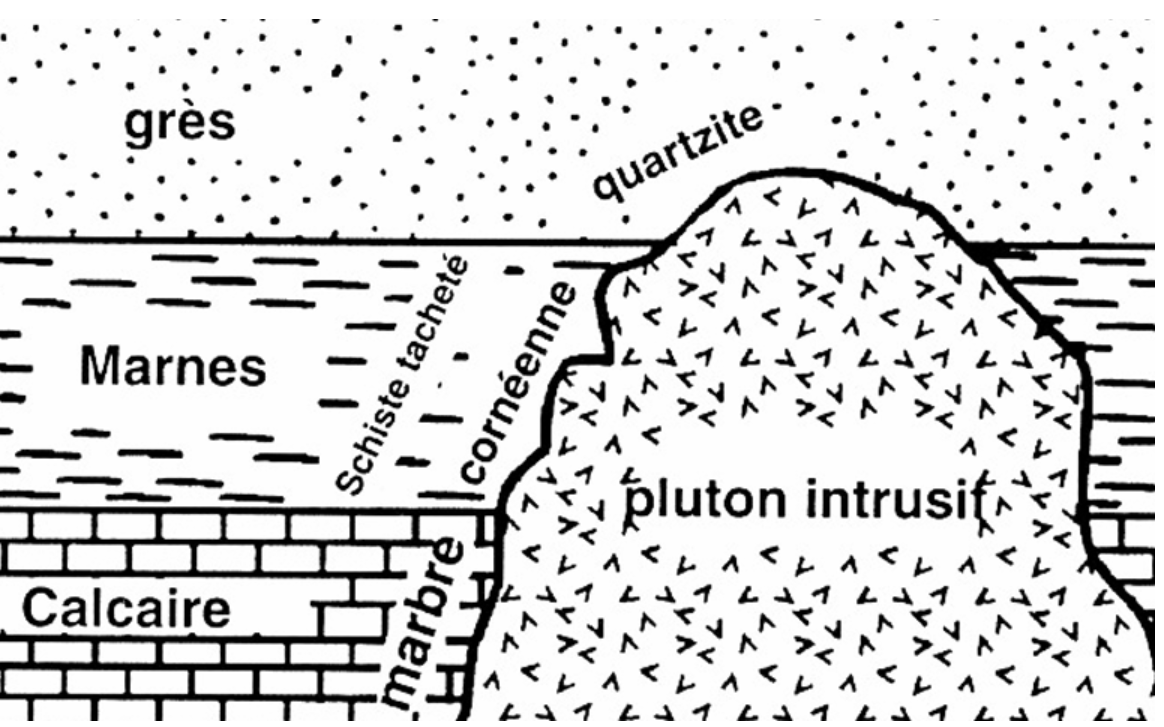 grès
quartzite
Marnes
Schiste tacheté
cornéenne
pluton intrusif
Calcaire
marbre